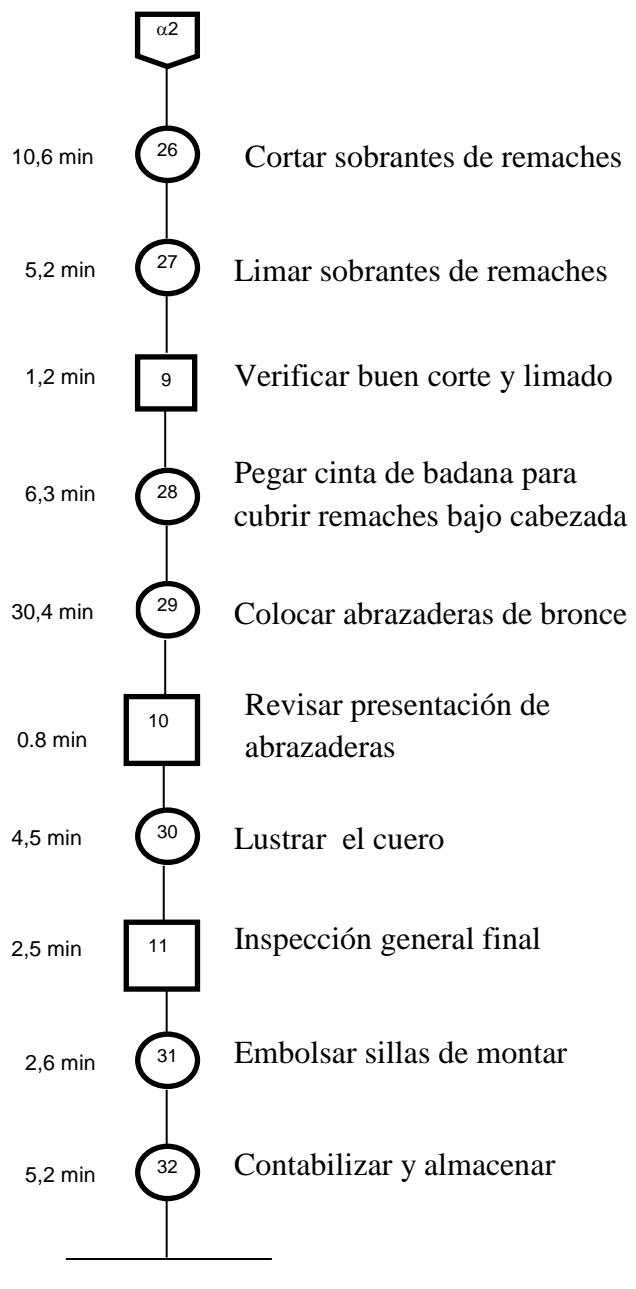 α2
10,6 min 26 Cortar sobrantes de remaches
5,2 min 27 Limar sobrantes de remaches
1,2 min 9 Verificar buen corte y limado
6,3 min 28 Pegar cinta de badana para
cubrir remaches bajo cabezada
30,4 min 29 Colocar abrazaderas de bronce
0.8 min 10 Revisar presentación de
abrazaderas
4,5 min 30 Lustrar el cuero
2,5 min 11 Inspección general final
2,6 min 31 Embolsar sillas de montar
5,2 min 32 Contabilizar y almacenar